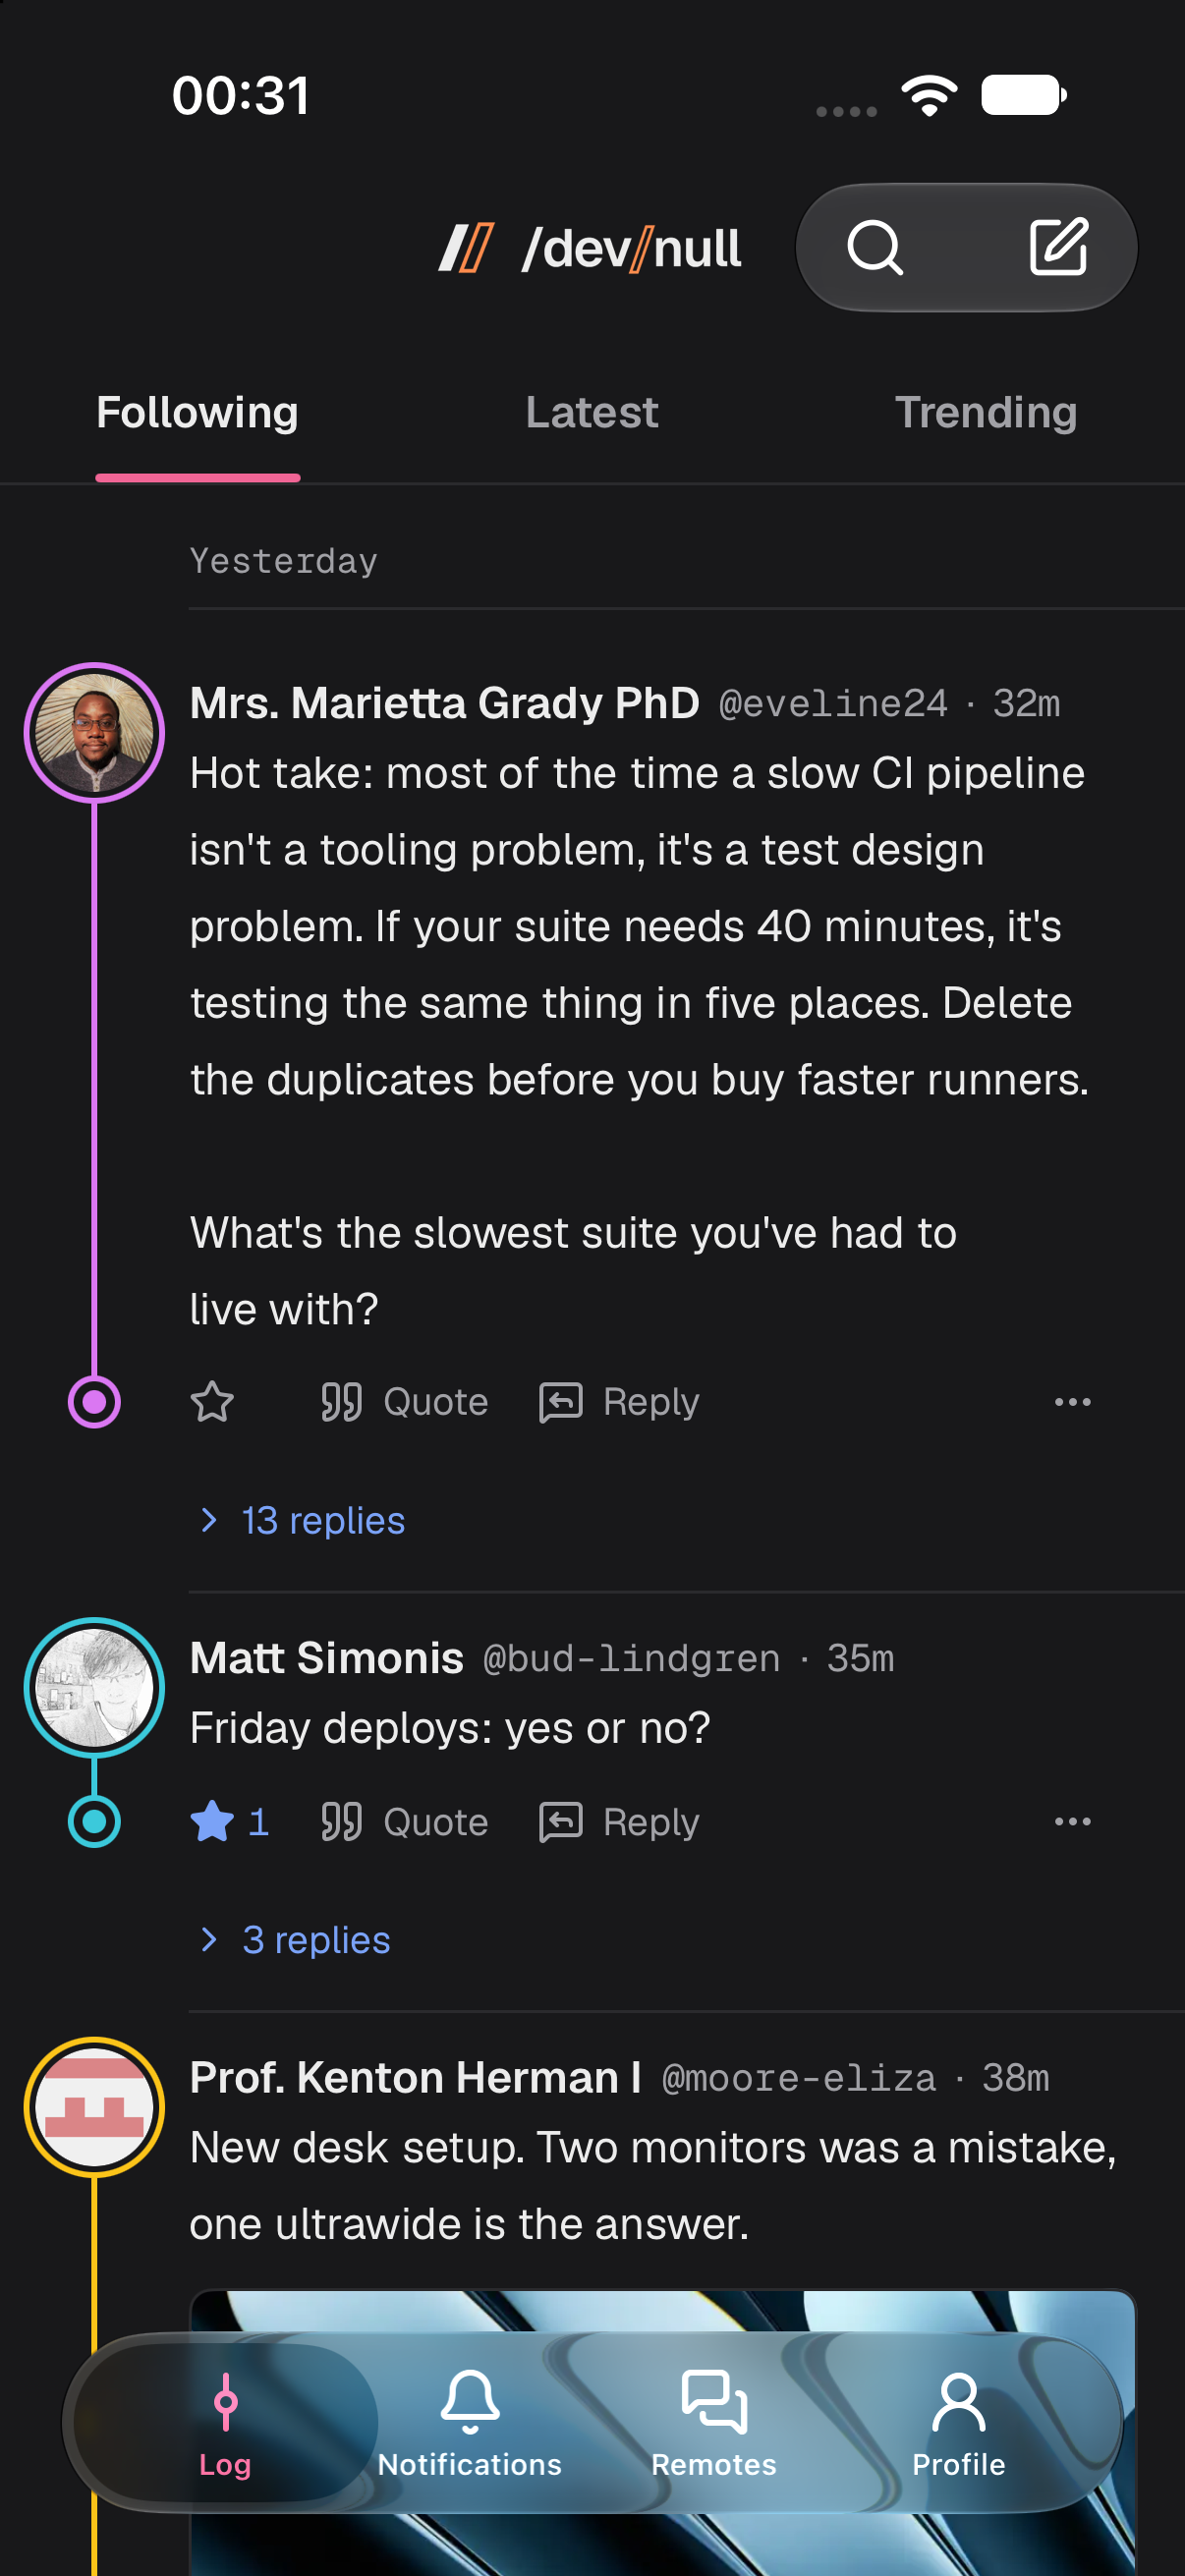 00:31
/dev//null
Following Latest Trending
Yesterday
Mrs. Marietta Grady PhD @eveline24 · 32m
Hot take: most of the time a slow CI pipeline
isn't a tooling problem, it's a test design
problem. If your suite needs 40 minutes, it's
testing the same thing in five places. Delete
the duplicates before you buy faster runners.
What's the slowest suite you've had to
live with?
Quote Reply
13 replies
Matt Simonis @bud-lindgren · 35m
Friday deploys: yes or no?
1 Quote Reply
3 replies
Prof. Kenton Herman I @moore-eliza · 38m
New desk setup. Two monitors was a mistake,
one ultrawide is the answer.
Log Notifications Remotes Profile